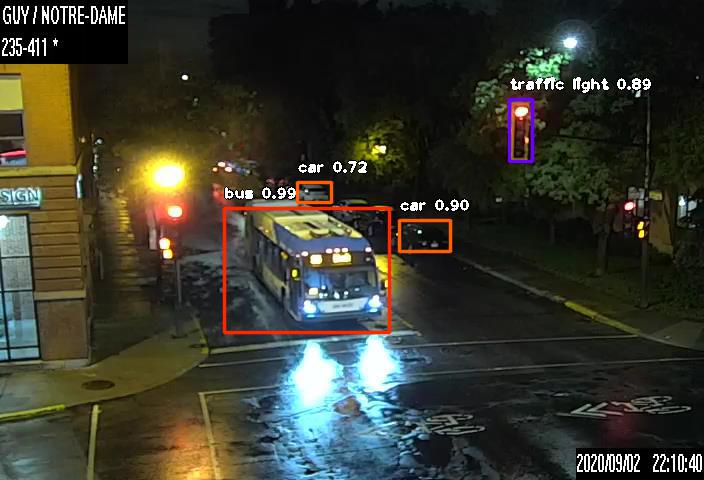 GUY / NOTRE-DAME
235-411 *
traffic light 0.89
car 0.72
bus 0.99
car 0.90
SIGN
2020/09/02 22:10:40